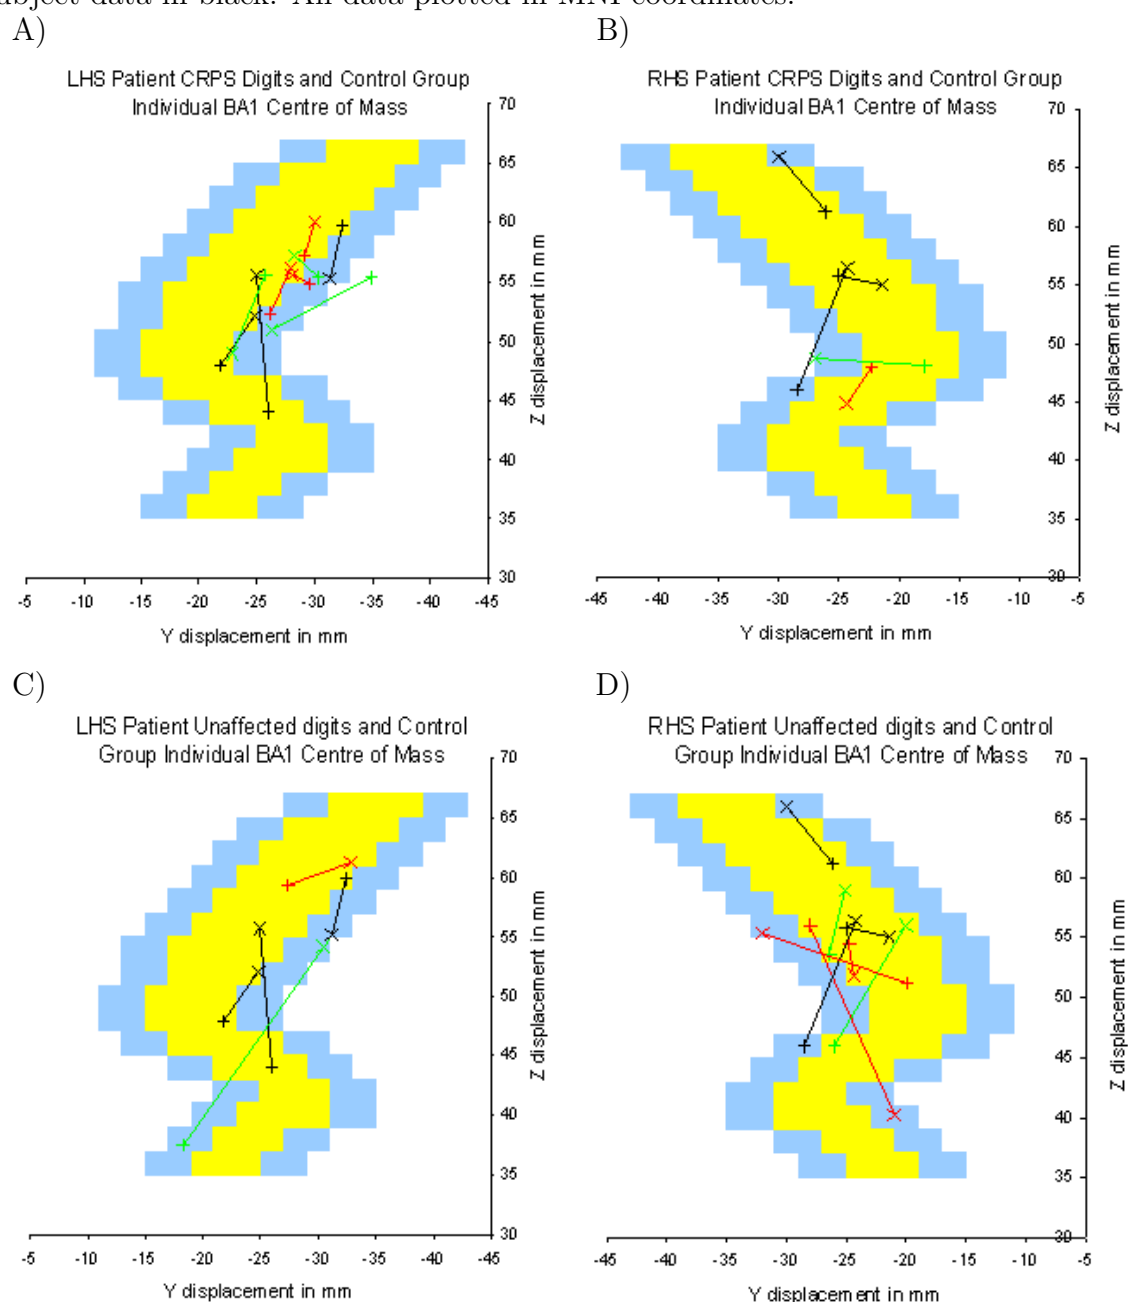 bject data in black. All data plotted in MNI coordinates.
A)
B)
LHS Patient CRPS Digits and Control Group
Individual BA1 Centre of Mass
RHS Patient CRPS Digits and Control Group
Individual BA1 Centre of Mass
70
65
60
55
50
45
40
35
30
Z displacement in mm
-5 -10 -15 -20 -25 -30 -35 -40 -45
Y displacement in mm
70
65
60
55
50
45
40
35
30
Z displacement in mm
-45 -40 -35 -30 -25 -20 -15 -10 -5
Y displacement in mm
C)
D)
LHS Patient Unaffected digits and Control
Group Individual BA1 Centre of Mass
RHS Patient Unaffected digits and Control
Group Individual BA1 Centre of Mass
70
65
60
55
50
45
40
35
30
Z displacement in mm
-5 -10 -15 -20 -25 -30 -35 -40 -45
Y displacement in mm
70
65
60
55
50
45
40
35
30
Z displacement in mm
-45 -40 -35 -30 -25 -20 -15 -10 -5
Y displacement in mm